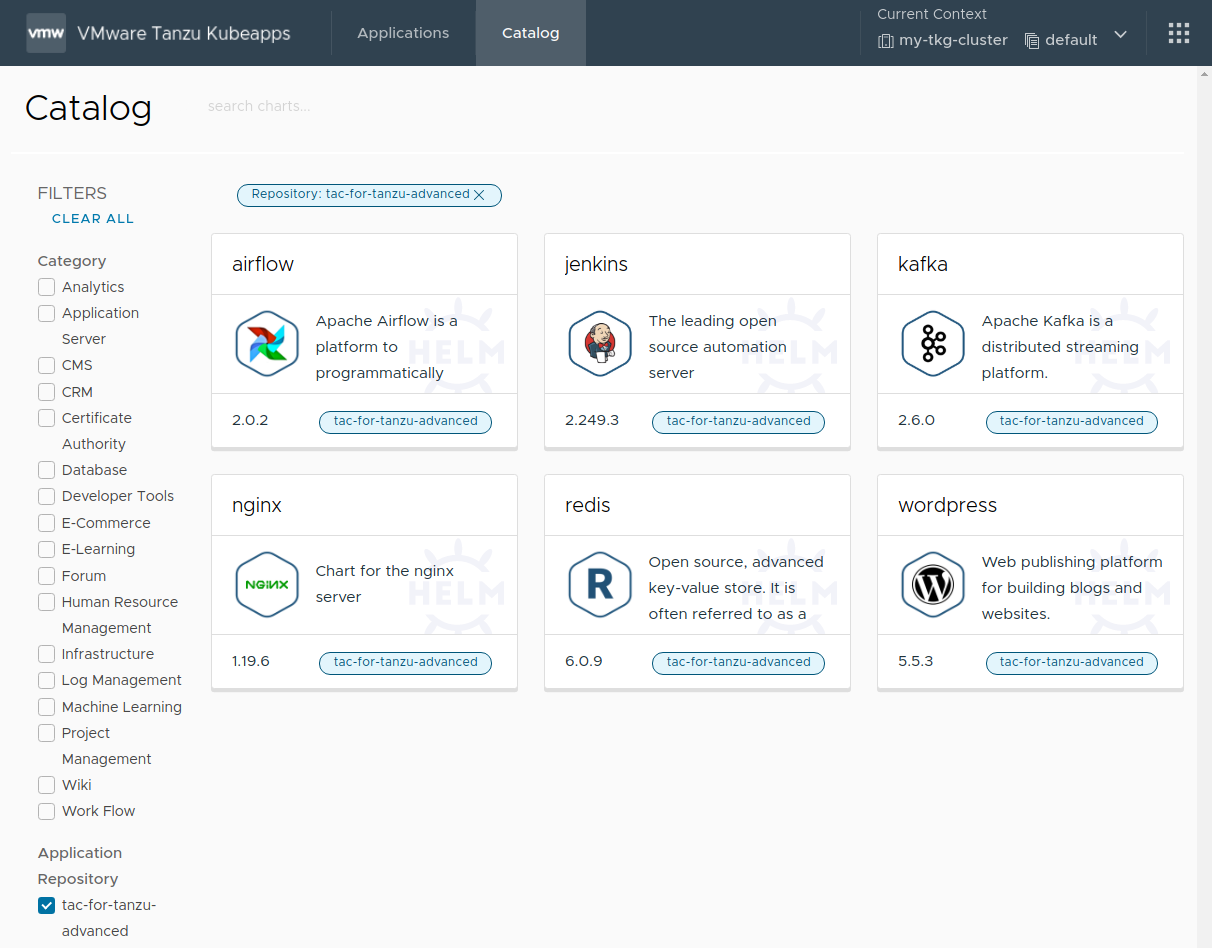 vmw VMware Tanzu Kubeapps
Applications
Catalog
Current Context
my-tkg-cluster default
Catalog
search charts...
FILTERS
CLEAR ALL
Category
Analytics
Application
Server
CMS
CRM
Certificate
Authority
Database
Developer Tools
E-Commerce
E-Learning
Forum
Human Resource
Management
Infrastructure
Log Management
Machine Learning
Project
Management
Wiki
Work Flow
Application
Repository
tac-for-tanzu-
advanced
Repository: tac-for-tanzu-advanced
airflow
Apache Airflow is a
platform to
programmatically
HELM
2.0.2
tac-for-tanzu-advanced
jenkins
The leading open
source automation
server
HELM
2.249.3
tac-for-tanzu-advanced
kafka
Apache Kafka is a
distributed streaming
platform.
HELM
2.6.0
tac-for-tanzu-advanced
nginx
NGINX
Chart for the nginx
server
HELM
1.19.6
tac-for-tanzu-advanced
redis
R
Open source, advanced
key-value store. It is
often referred to as a
HELM
6.0.9
tac-for-tanzu-advanced
wordpress
W
Web publishing platform
for building blogs and
websites.
HELM
5.5.3
tac-for-tanzu-advanced